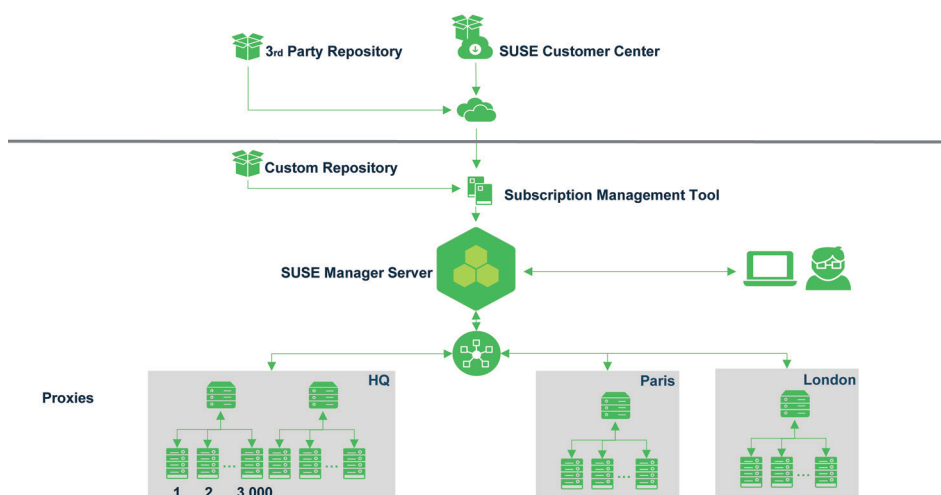 3rd Party Repository
SUSE Customer Center
Custom Repository
Subscription Management Tool
SUSE Manager Server
HQ
Paris
London
Proxies
...
...
...
...
1 2 3,000